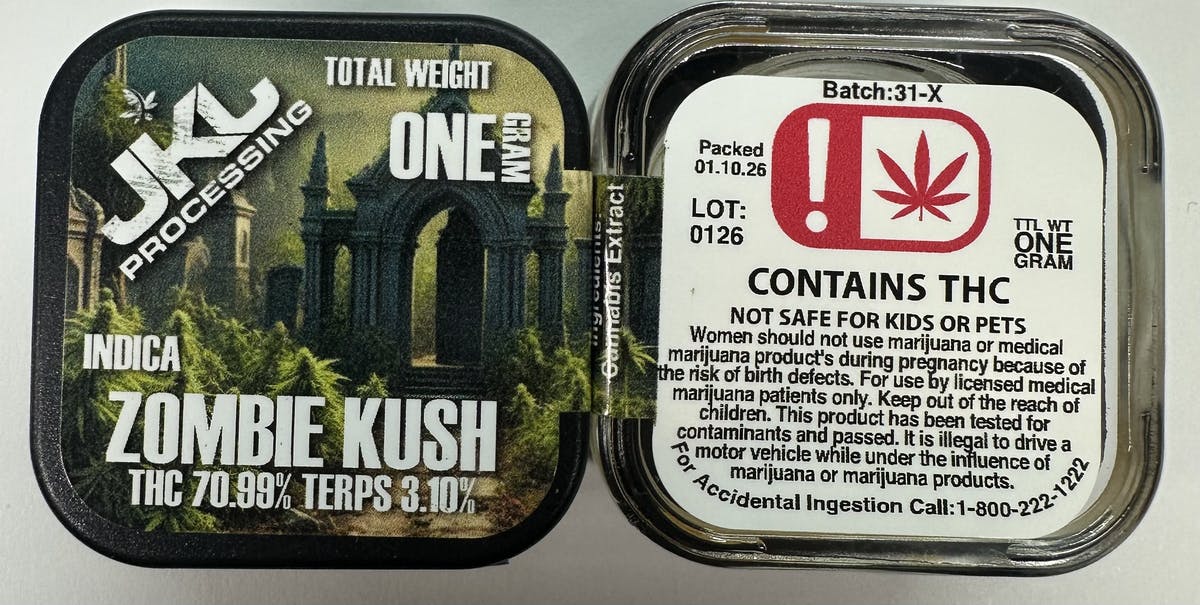 JKJ
PROCESSING
TOTAL WEIGHT
ONE
GRAM
INDICA
ZOMBIE KUSH
THC 70.99% TERPS 3.10%
Ingredients:
Cannabis Extract
Batch:31-X
Packed
01.10.26
LOT:
0126
TTL WT
ONE
GRAM
CONTAINS THC
NOT SAFE FOR KIDS OR PETS
Women should not use marijuana or medical
marijuana product's during pregnancy because of
the risk of birth defects. For use by licensed medical
marijuana patients only. Keep out of the reach of
children. This product has been tested for
contaminants and passed. It is illegal to drive a
motor vehicle while under the influence of
marijuana or marijuana products.
For Accidental Ingestion Call:1-800-222-1222